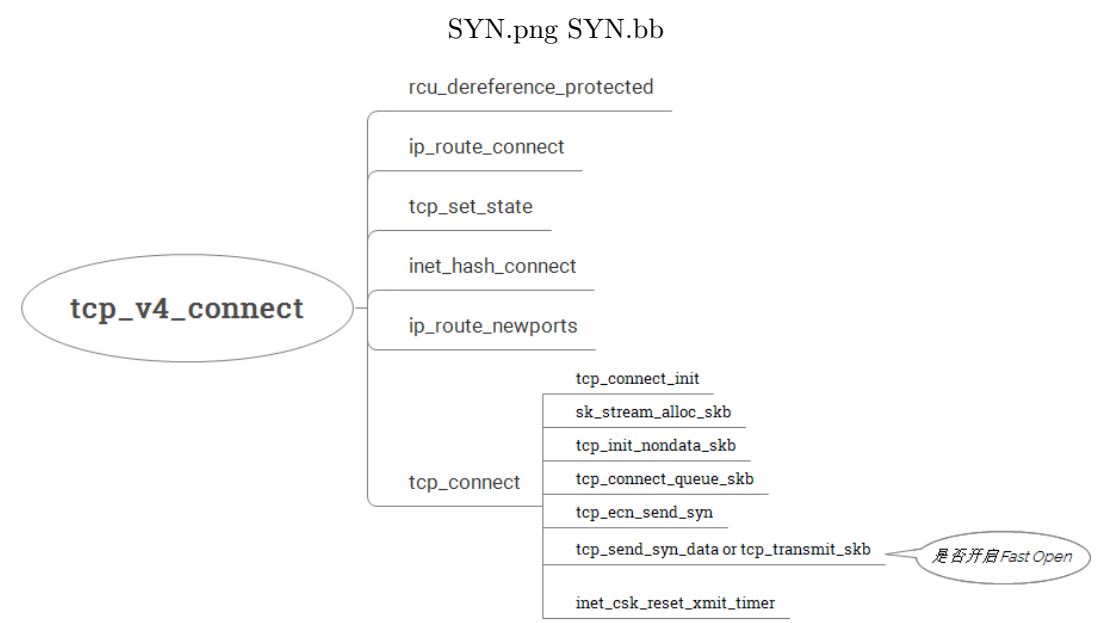 SYN.png SYN.bb
rcu_dereference_protected
ip_route_connect
tcp_set_state
inet_hash_connect
tcp_v4_connect
ip_route_newports
tcp_connect
tcp_connect_init
sk_stream_alloc_skb
tcp_init_nondata_skb
tcp_connect_queue_skb
tcp_ecn_send_syn
tcp_send_syn_data or tcp_transmit_skb
是否开启Fast Open
inet_csk_reset_xmit_timer